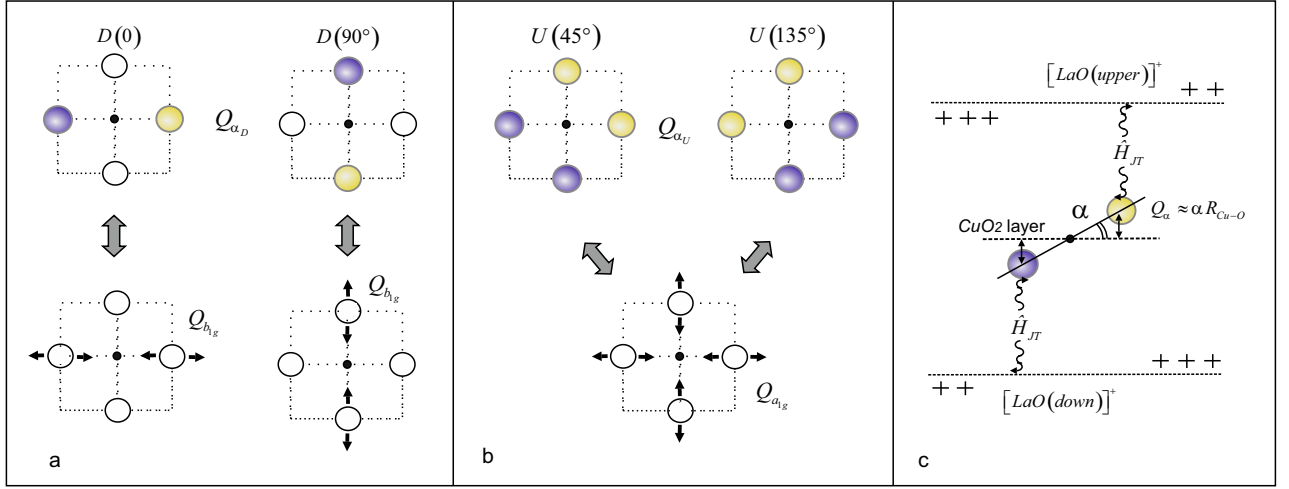 D(0)
D(90°)
Q_{α_D}
Q_{b_{1g}}
Q_{b_{1g}}
a
U(45°)
U(135°)
Q_{α_U}
Q_{a_{1g}}
b
[LaO(upper)]^+
+ +
+ + +
Ĥ_{JT}
α
Q_α ≈ α R_{Cu−O}
CuO2 layer
Ĥ_{JT}
+ + +
+ +
[LaO(down)]^+
c